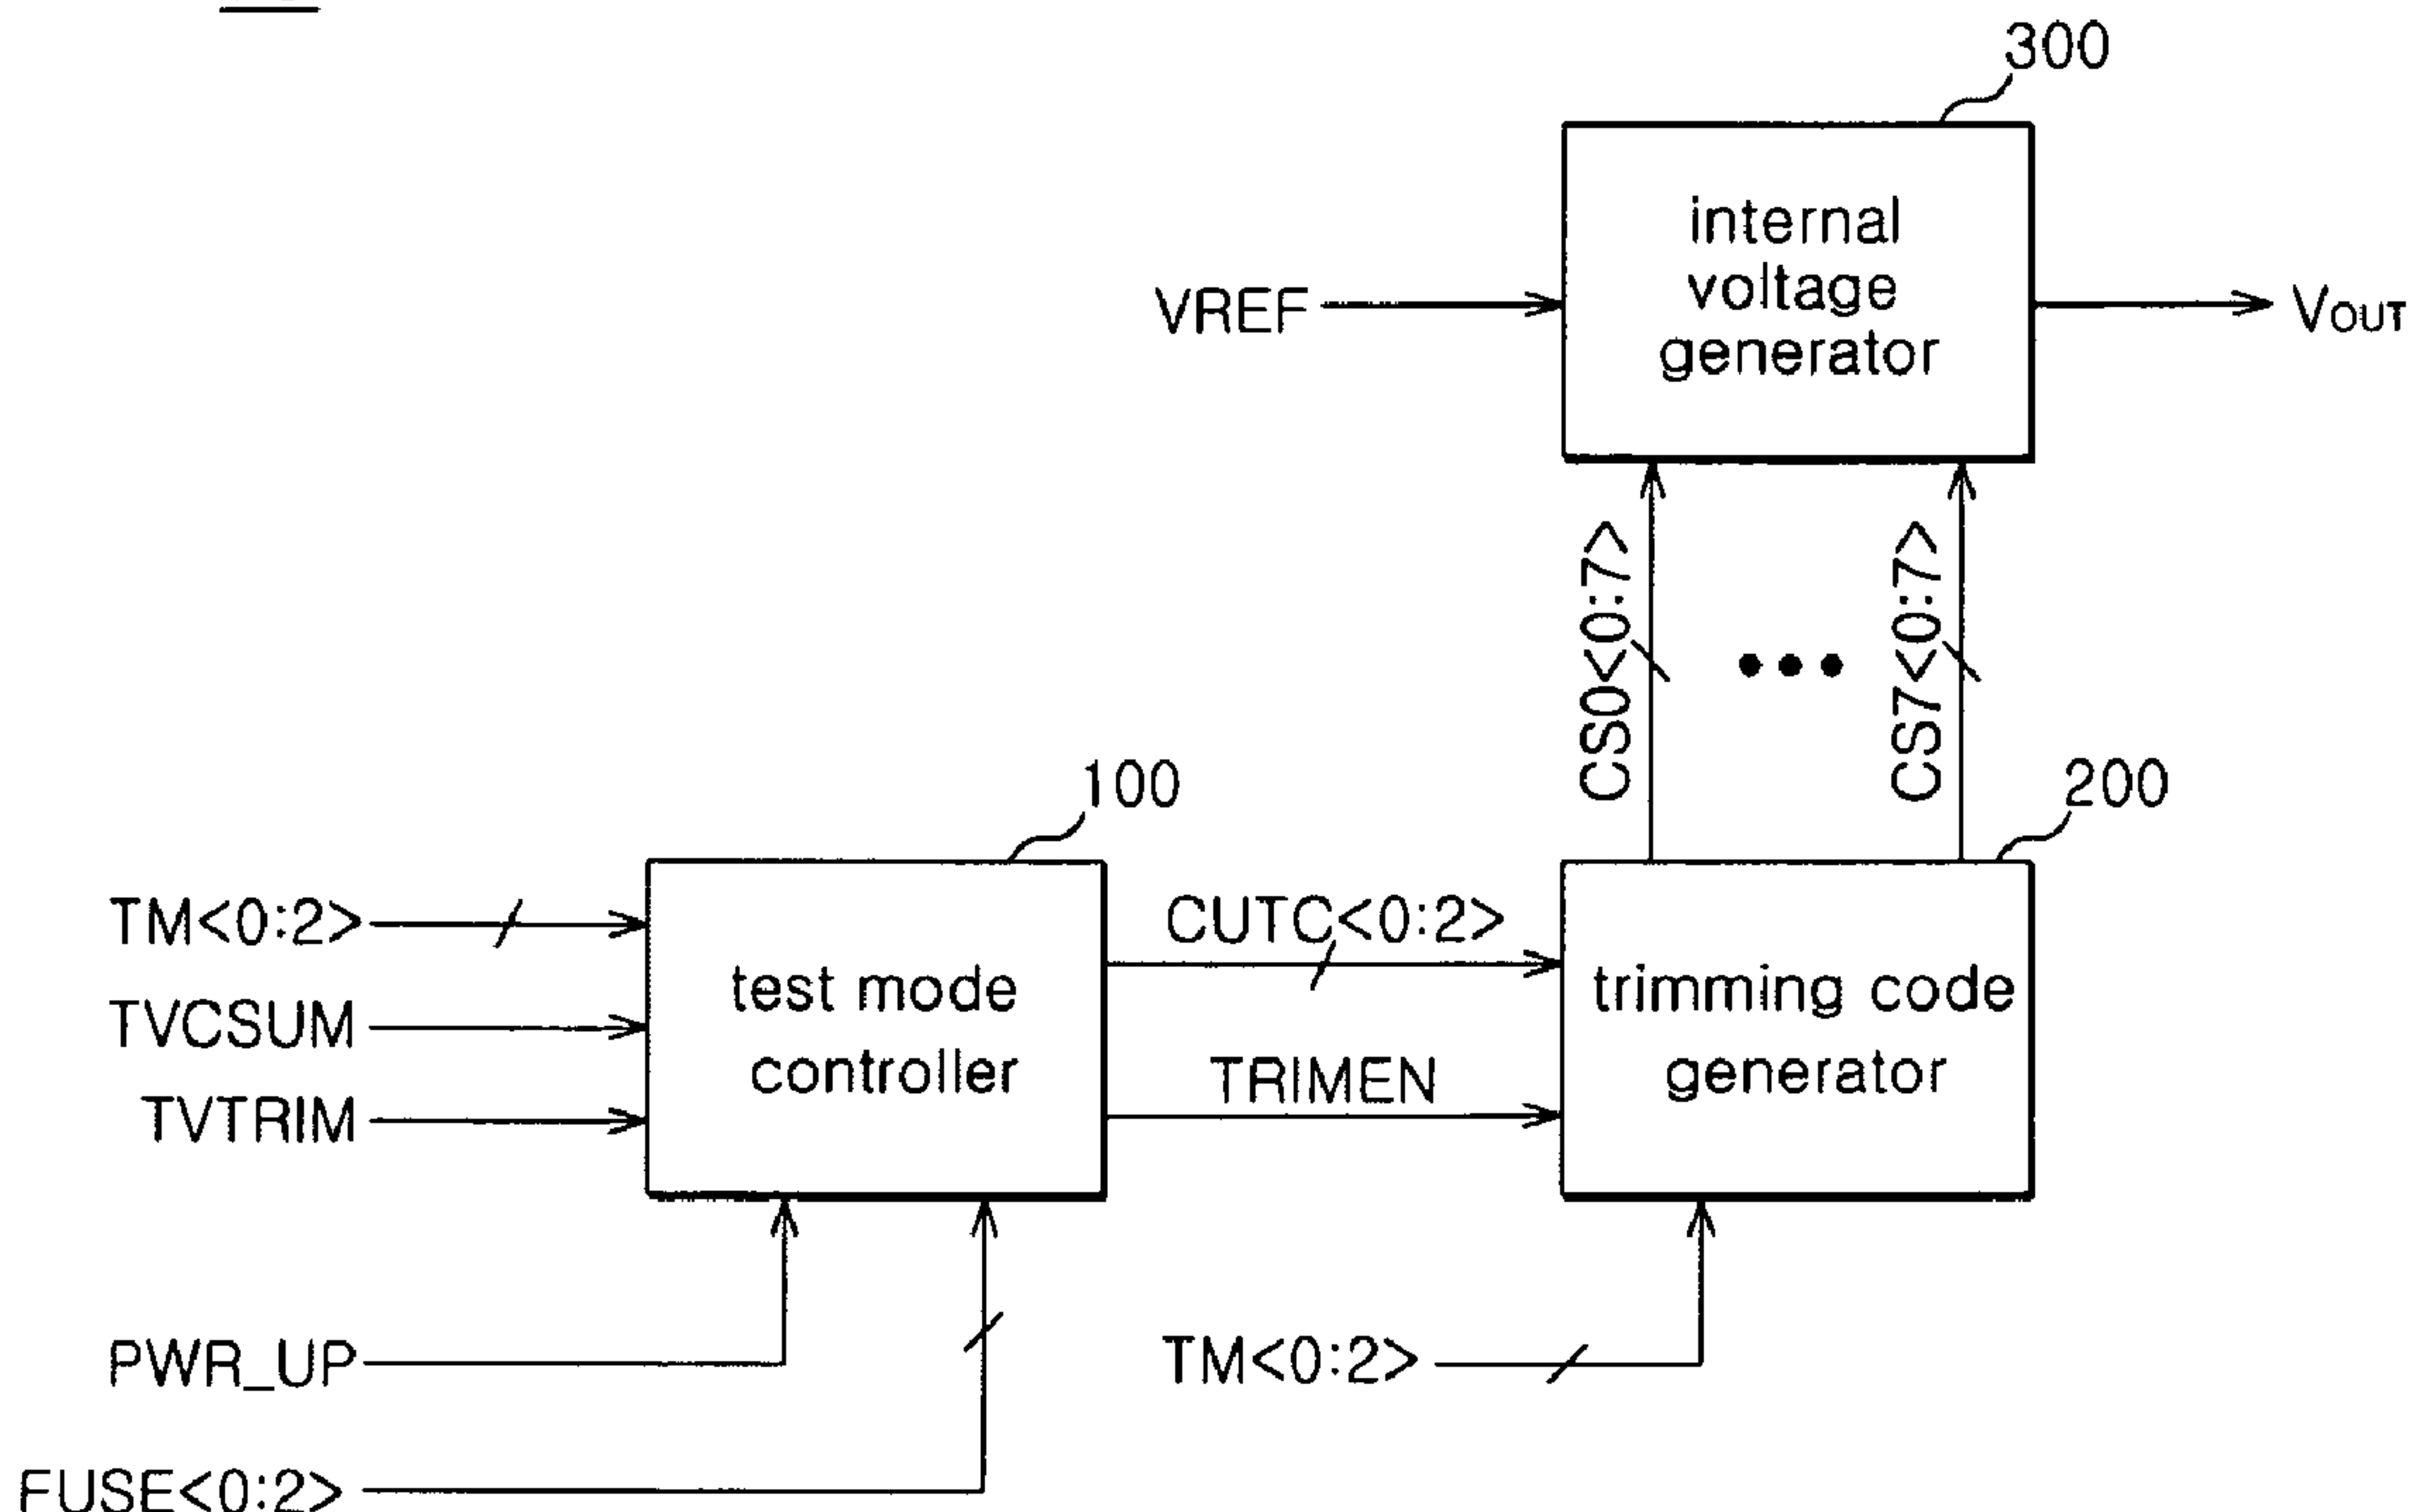 300
internal
voltage
generator
VREF
VOUT
CS0<0:7>
CS7<0:7>
100
200
TM<0:2>
TVCSUM
TVTRIM
test mode
controller
CUTC<0:2>
TRIMEN
trimming code
generator
PWR_UP
FUSE<0:2>
TM<0:2>